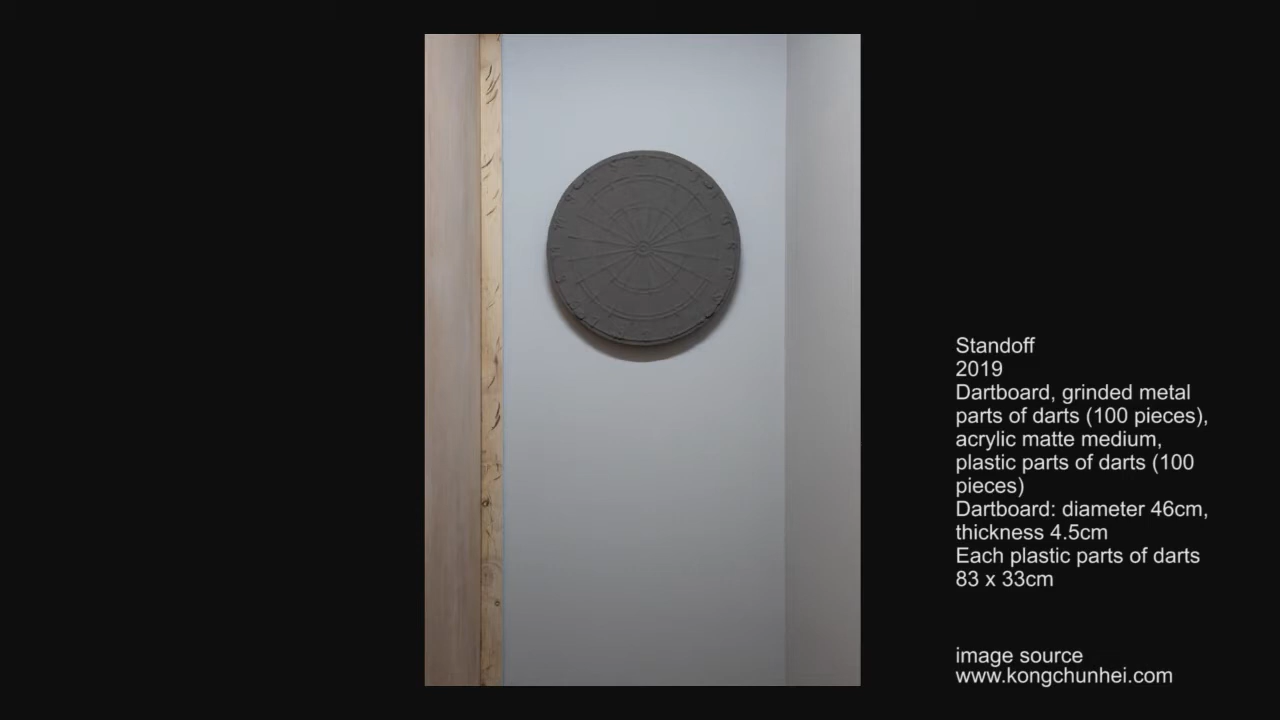 Standoff
2019
Dartboard, grinded metal
parts of darts (100 pieces),
acrylic matte medium,
plastic parts of darts (100
pieces)
Dartboard: diameter 46cm,
thickness 4.5cm
Each plastic parts of darts
83 x 33cm
image source
www.kongchunhei.com